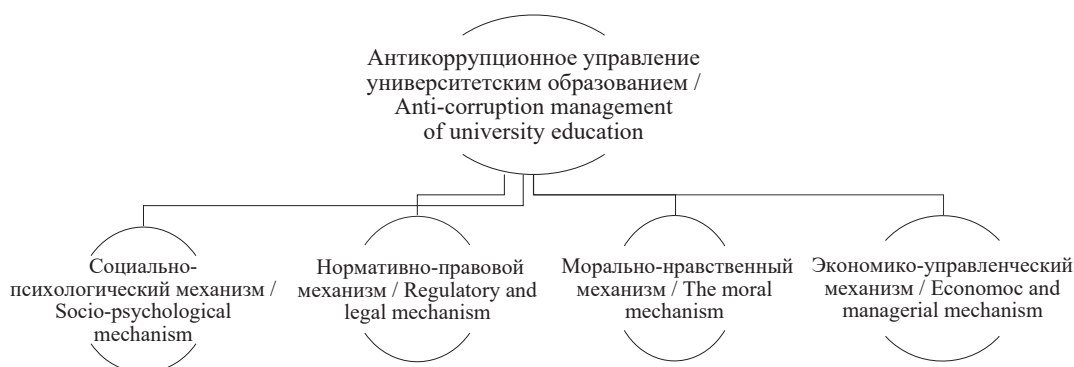 Антикоррупционное управление
университетским образованием /
Anti-corruption management
of university education
Социально-
психологический механизм /
Socio-psychological
mechanism
Нормативно-правовой
механизм / Regulatory and
legal mechanism
Морально-нравственный
механизм / The moral
mechanism
Экономико-управленческий
механизм / Economoc and
managerial mechanism